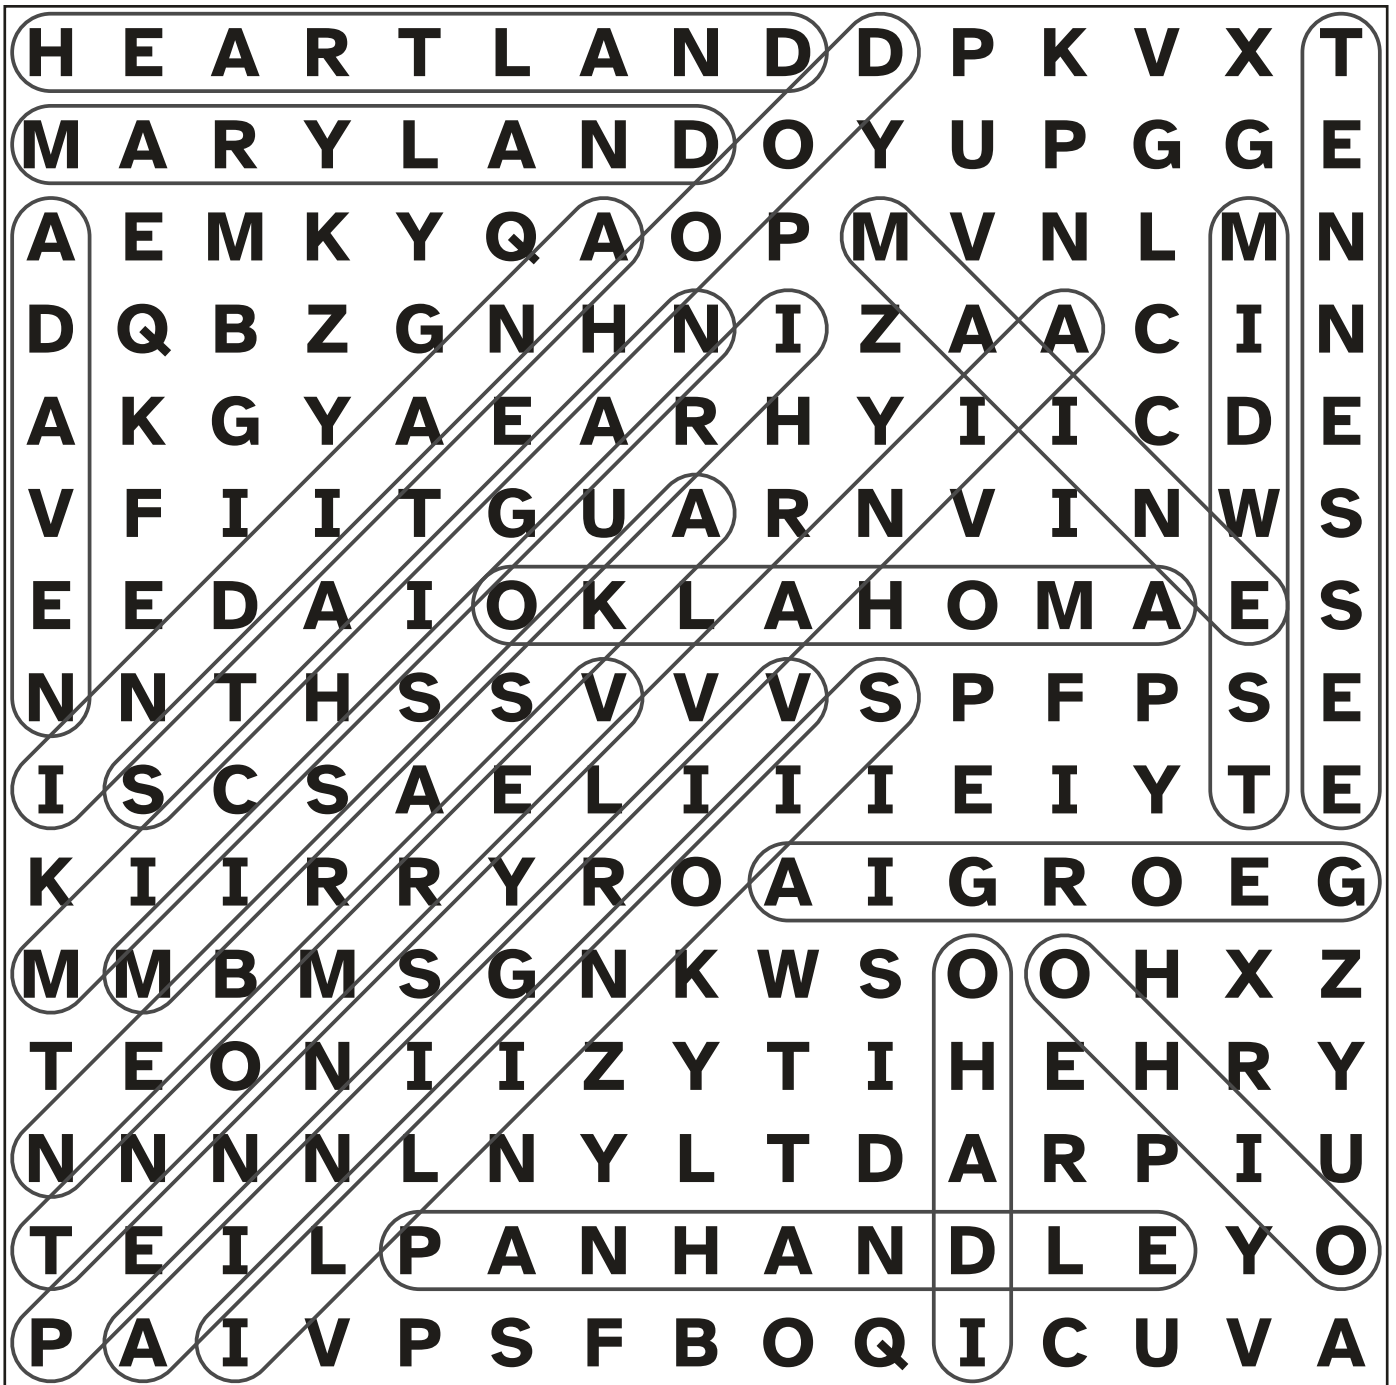 H E A R T L A N D D P K V X T
M A R Y L A N D O Y U P G G E
A E M K Y Q A O P M V N L M N
D Q B Z G N H N I Z A A C I N
A K G Y A E A R H Y I I C D E
V F I I T G U A R N V I N W S
E E D A I O K L A H O M A E S
N N T H S S V V V S P F P S E
I S C S A E L I I I E I Y T E
K I I R R Y R O A I G R O E G
M M B M S G N K W S O O H X Z
T E O N I I Z Y T I H E H R Y
N N N N L N Y L T D A R P I U
T E I L P A N H A N D L E Y O
P A I V P S F B O Q I C U V A